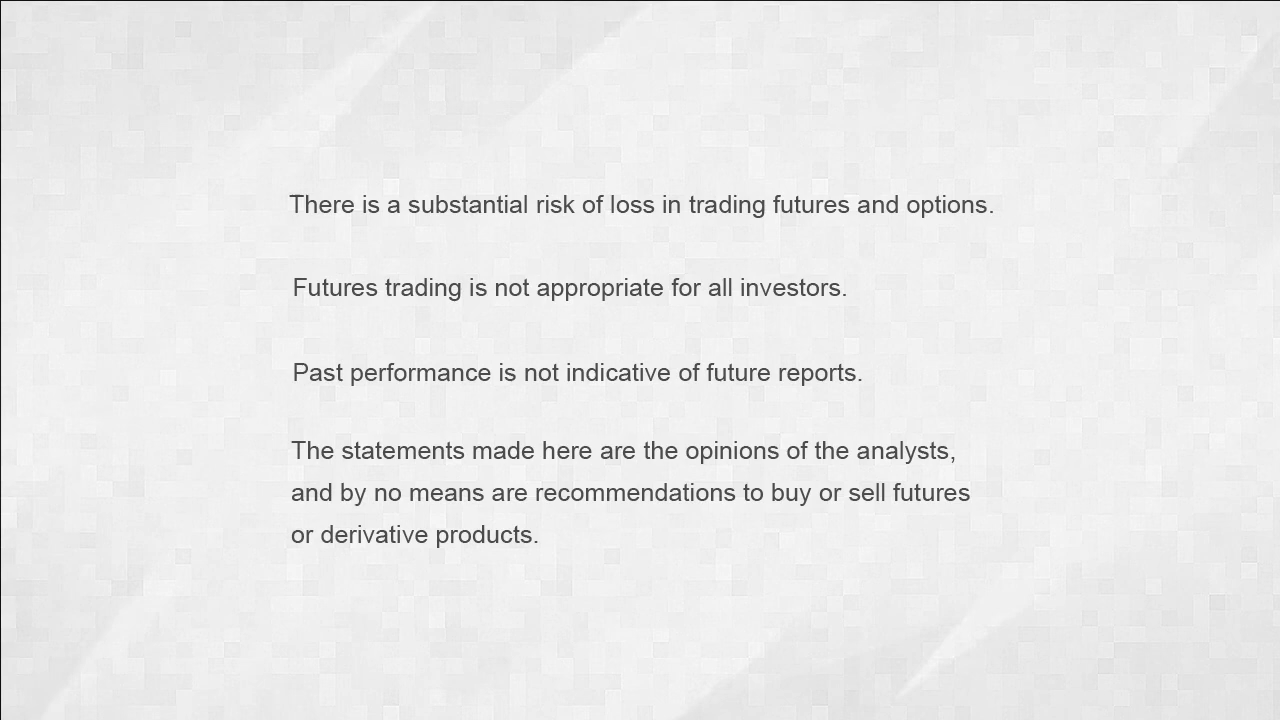 There is a substantial risk of loss in trading futures and options.
Futures trading is not appropriate for all investors.
Past performance is not indicative of future reports.
The statements made here are the opinions of the analysts,
and by no means are recommendations to buy or sell futures
or derivative products.